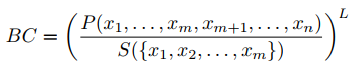 BC = \left( \frac{P(x_1, \ldots, x_m, x_{m+1}, \ldots, x_n)}{S(\{x_1, x_2, \ldots, x_m\})} \right)^L